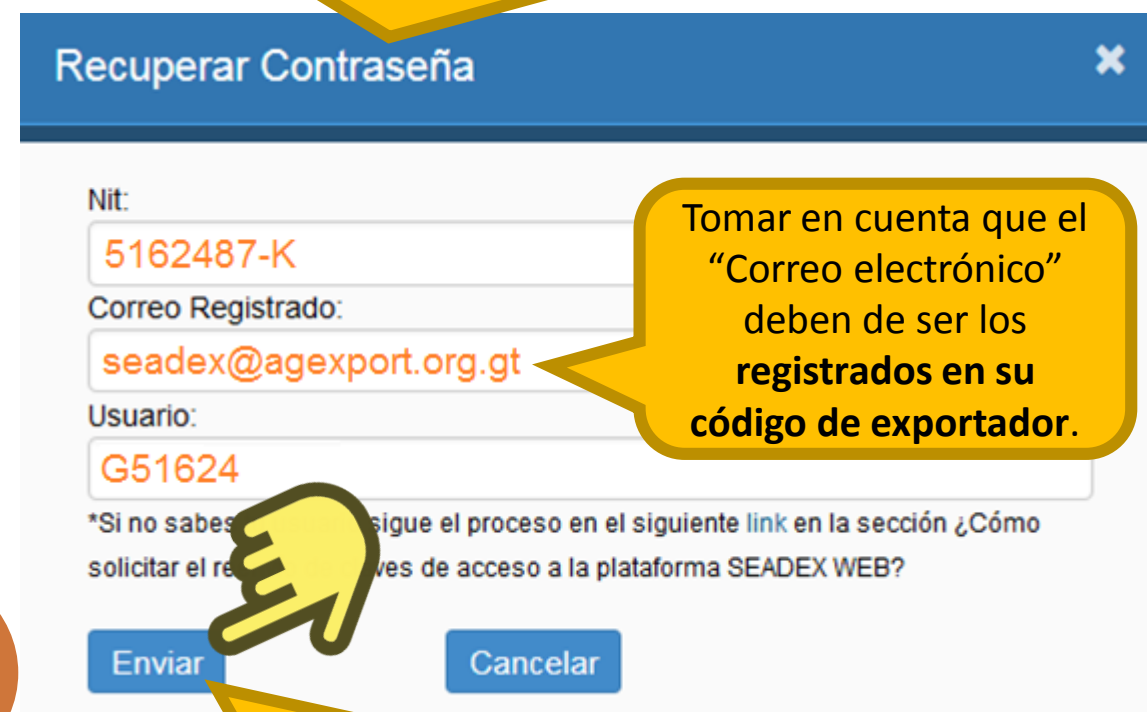 Recuperar Contraseña
Nit:
5162487-K
Correo Registrado:
seadex@agexport.org.gt
Usuario:
G51624
Tomar en cuenta que el
“Correo electrónico”
deben de ser los
registrados en su
código de exportador.
*Si no sabes sigue el proceso en el siguiente link en la sección ¿Cómo
solicitar el de acceso a la plataforma SEADEX WEB?
Enviar
Cancelar